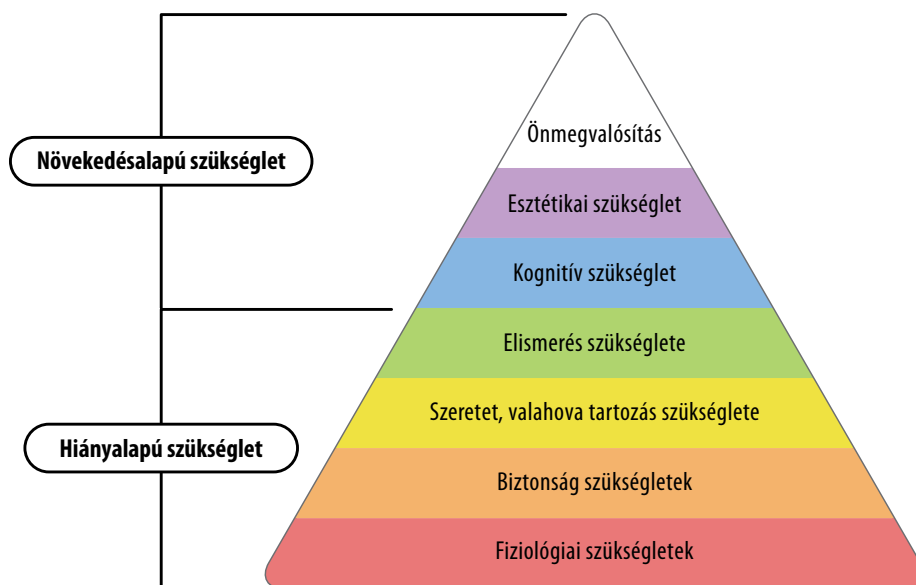 Önmegvalósítás
Növekedésalapú szükséglet
Esztétikai szükséglet
Kognitív szükséglet
Elismerés szükséglete
Szeretet, valahova tartozás szükséglete
Hiányalapú szükséglet
Biztonság szükségletek
Fiziológiai szükségletek